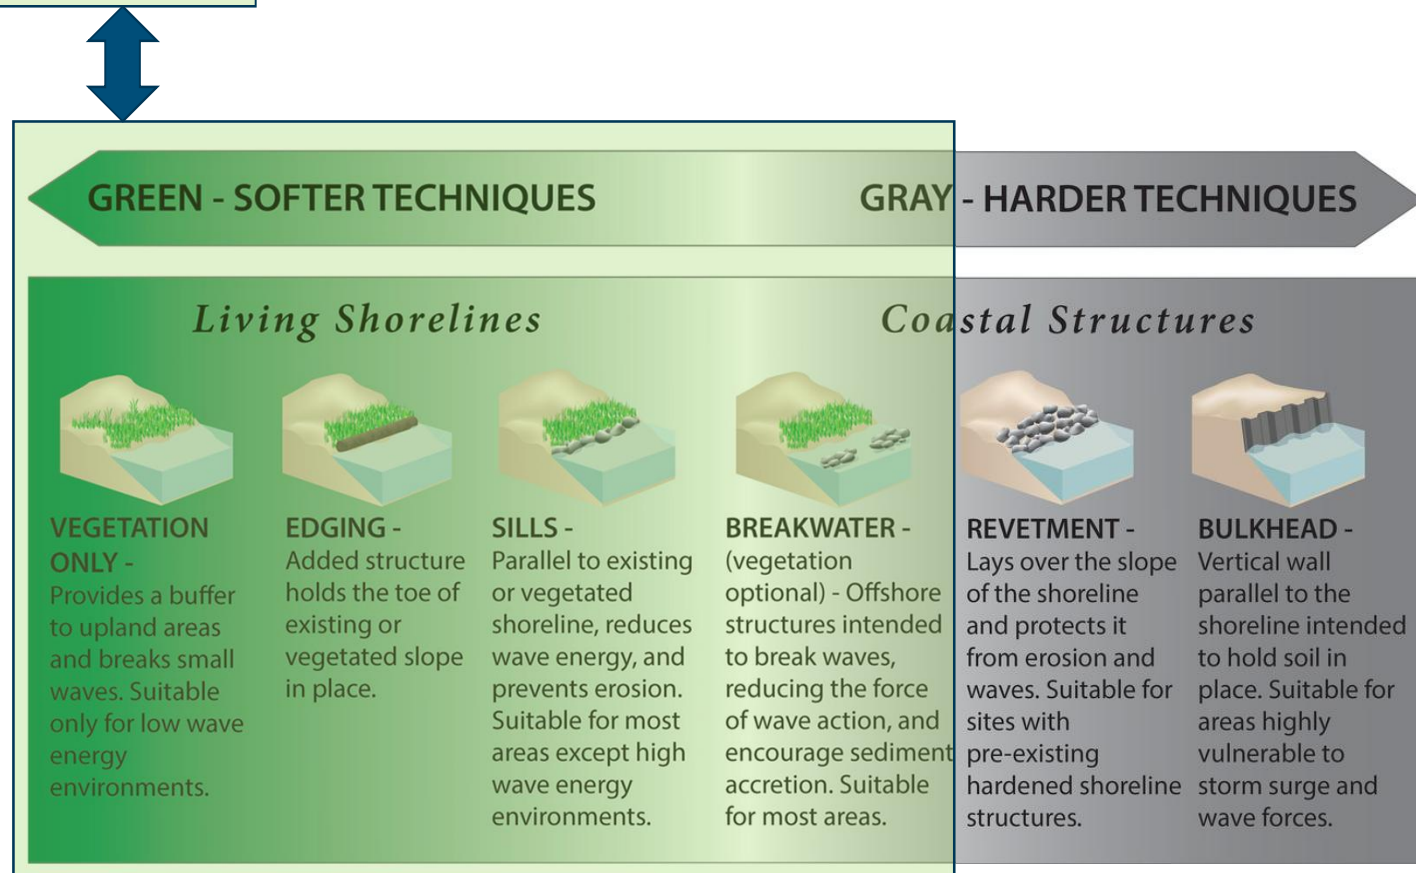 GREEN - SOFTER TECHNIQUES
GRAY - HARDER TECHNIQUES
Living Shorelines
Coastal Structures
VEGETATION
ONLY -
Provides a buffer
to upland areas
and breaks small
waves. Suitable
only for low wave
energy
environments.
EDGING -
Added structure
holds the toe of
existing or
vegetated slope
in place.
SILLS -
Parallel to existing
or vegetated
shoreline, reduces
wave energy, and
prevents erosion.
Suitable for most
areas except high
wave energy
environments.
BREAKWATER -
(vegetation
optional) - Offshore
structures intended
to break waves,
reducing the force
of wave action, and
encourage sediment
accretion. Suitable
for most areas.
REVETMENT -
Lays over the slope
of the shoreline
and protects it
from erosion and
waves. Suitable for
sites with
pre-existing
hardened shoreline
structures.
BULKHEAD -
Vertical wall
parallel to the
shoreline intended
to hold soil in
place. Suitable for
areas highly
vulnerable to
storm surge and
wave forces.